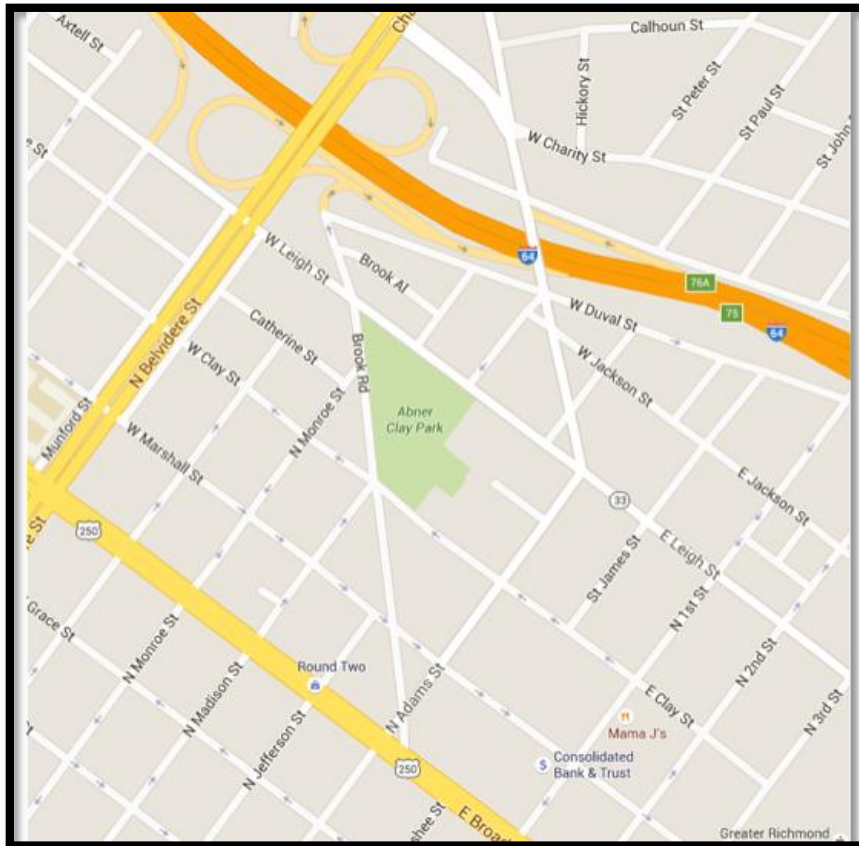 Axtell St
Calhoun St
Hickory St
St Peter St
St Paul St
W Charity St
St John
W Leigh St
Brook Al
64
76A
75
64
W Duval St
N Belvidere St
Catherine St
W Clay St
Brook Rd
W Jackson St
Abner
Clay Park
N Monroe St
Munford St
W Marshall St
E Jackson St
33
250
E Leigh St
St James St
N 1st St
Grace St
N Monroe St
Round Two
N Madison St
N Adams St
N 2nd St
E Clay St
N 3rd St
N Jefferson St
Mama J's
Consolidated
Bank & Trust
$
250
E Broad
Greater Richmond